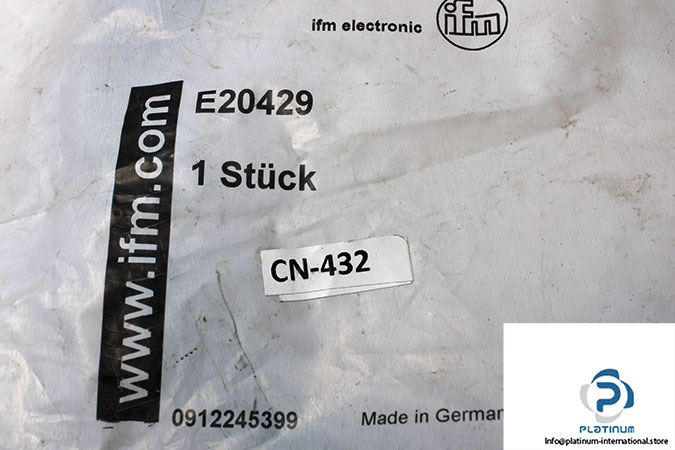 ifm electronic
ifm
E20429
1 Stück
www.ifm.com
CN-432
0912245399
Made in German
PLATINUM
Info@platinum-international.store